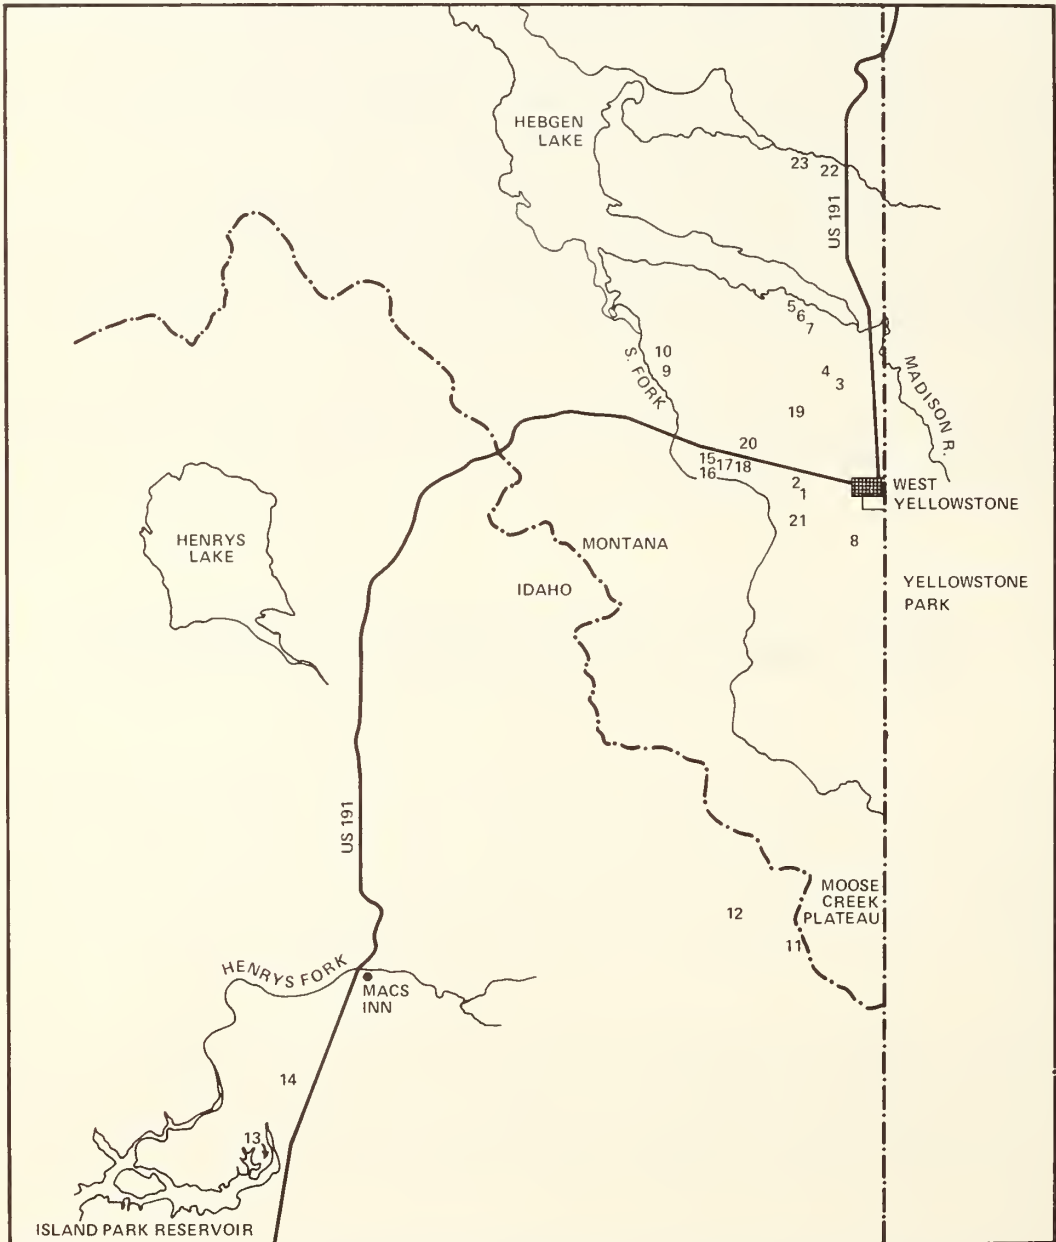 HEBGEN
LAKE
23
22
US 191
5
6
7
10
9
S. FORK
4
3
MADISON R.
19
20
15
17
18
16
2
1
WEST
YELLOWSTONE
21
8
HENRYS
LAKE
MONTANA
IDAHO
YELLOWSTONE
PARK
US 191
MOOSE
CREEK
PLATEAU
12
11
HENRYS FORK
MACS
INN
14
13
ISLAND PARK RESERVOIR